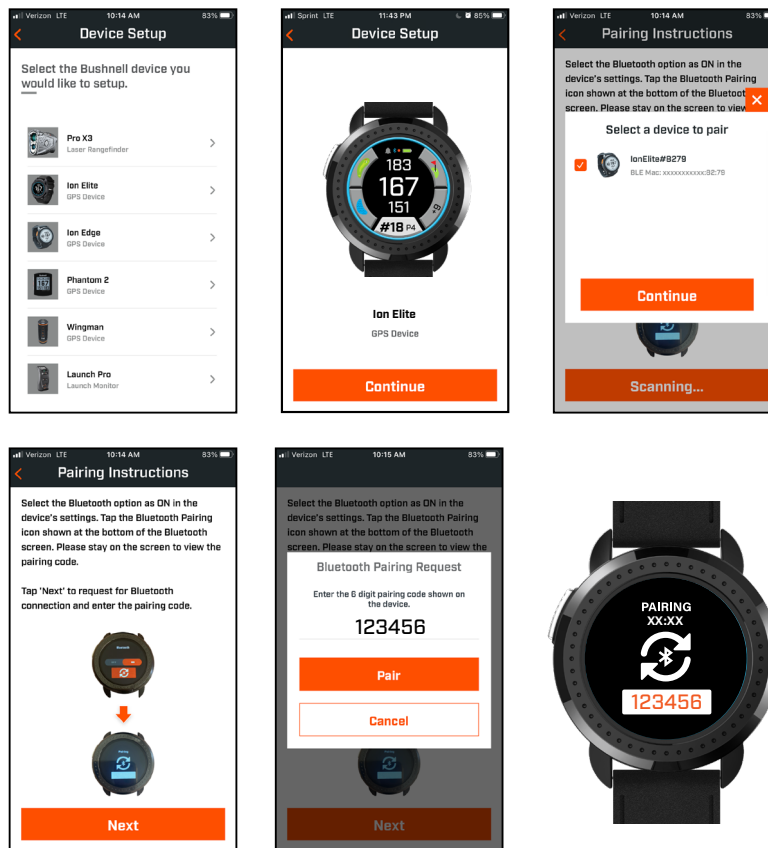 Verizon LTE 10:14 AM 83%
Device Setup
Select the Bushnell device you
would like to setup.
Pro X3
Laser Rangefinder
Ion Elite
GPS Device
Ion Edge
GPS Device
Phantom 2
GPS Device
Wingman
GPS Device
Launch Pro
Launch Monitor
Sprint LTE 11:43 PM 85%
Device Setup
183
167
151
#18 P4
9+
Ion Elite
GPS Device
Continue
Verizon LTE 10:14 AM 83%
Pairing Instructions
Select the Bluetooth option as ON in the
device's settings. Tap the Bluetooth Pairing
icon shown at the bottom of the Bluetoot
screen. Please stay on the screen to view
Select a device to pair
IonElite#9279
BLE Mac: xxxxxxxxxxx:92:79
Continue
Scanning...
Verizon LTE 10:14 AM 83%
Pairing Instructions
Select the Bluetooth option as ON in the
device's settings. Tap the Bluetooth Pairing
icon shown at the bottom of the Bluetooth
screen. Please stay on the screen to view the
pairing code.
Tap 'Next' to request for Bluetooth
connection and enter the pairing code.
Bluetooth
Pairing
Next
Verizon LTE 10:15 AM 83%
Select the Bluetooth option as ON in the
device's settings. Tap the Bluetooth Pairing
icon shown at the bottom of the Bluetooth
screen. Please stay on the screen to view the
Bluetooth Pairing Request
Enter the 6 digit pairing code shown on
the device.
123456
Pair
Cancel
Next
PAIRING
XX:XX
123456